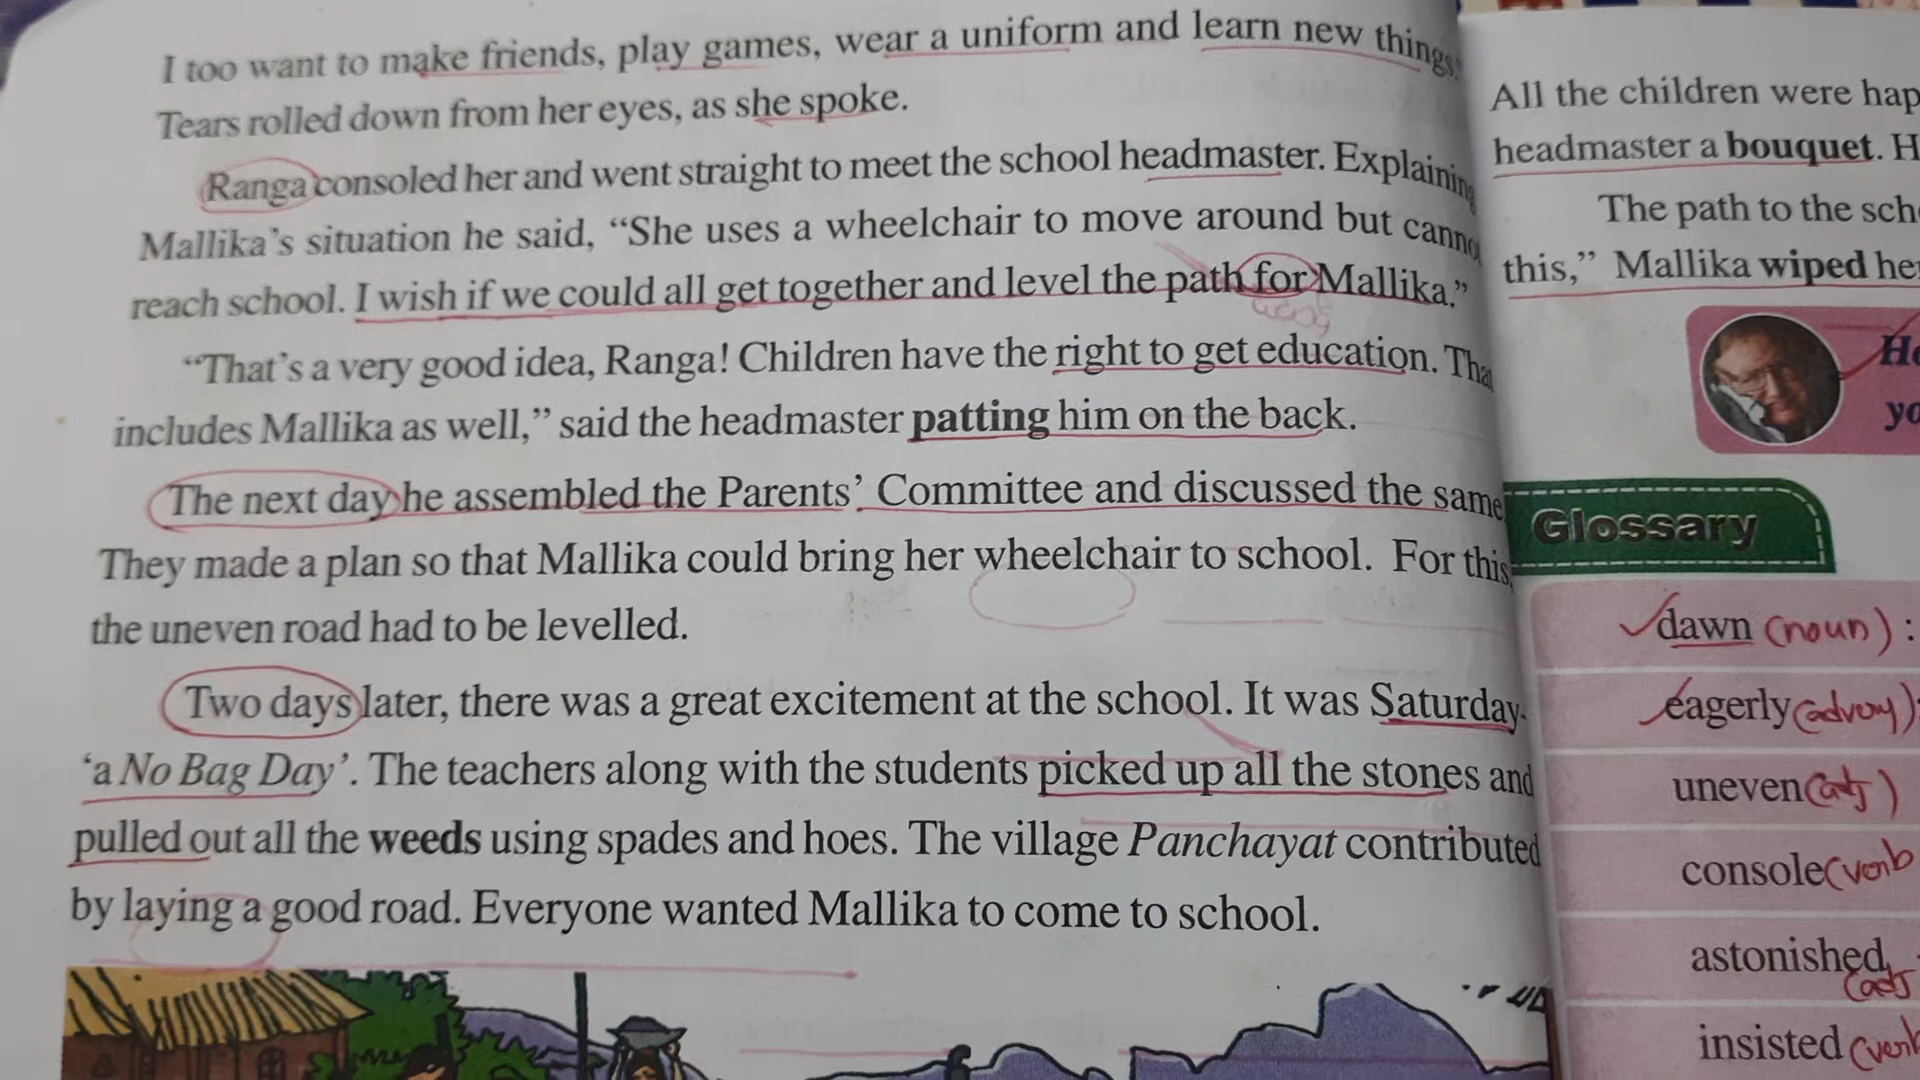 I too want to make friends, play games, wear a uniform and learn new things.
Tears rolled down from her eyes, as she spoke.
Ranga consoled her and went straight to meet the school headmaster. Explaining
Mallika's situation he said, “She uses a wheelchair to move around but cannot
reach school. I wish if we could all get together and level the path for Mallika.”
“That's a very good idea, Ranga! Children have the right to get education. That
includes Mallika as well,” said the headmaster patting him on the back.
The next day he assembled the Parents' Committee and discussed the same
They made a plan so that Mallika could bring her wheelchair to school. For this,
the uneven road had to be levelled.
Two days later, there was a great excitement at the school. It was Saturday-
‘a No Bag Day’. The teachers along with the students picked up all the stones and
pulled out all the weeds using spades and hoes. The village Panchayat contributed
by laying a good road. Everyone wanted Mallika to come to school.
All the children were hap
headmaster a bouquet. H
The path to the sch
this,” Mallika wiped her
Ho
yo
Glossary
dawn (noun) :
eagerly
uneven (adj)
console (verb
astonished (adj
insisted (verb